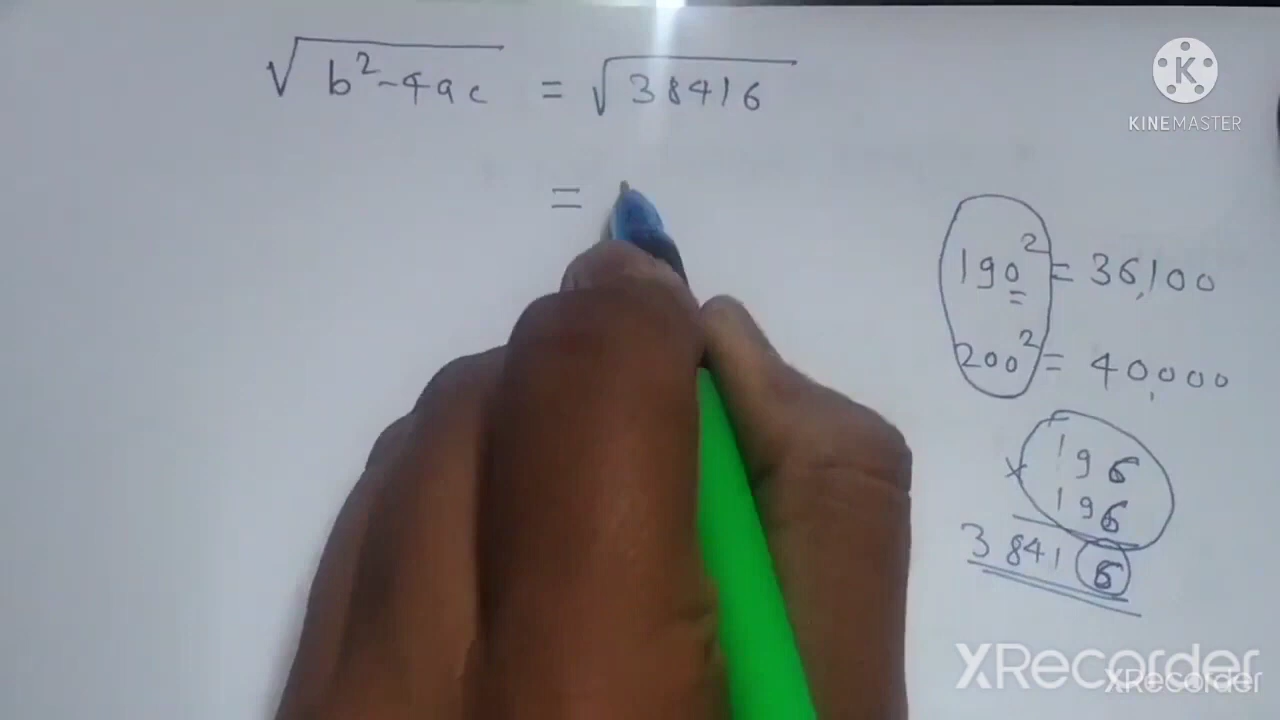 √b²-4ac = √38416
=
190² = 36,100
200² = 40,000
196
× 196
38416
KINEMASTER
XRecorder
XRecorder